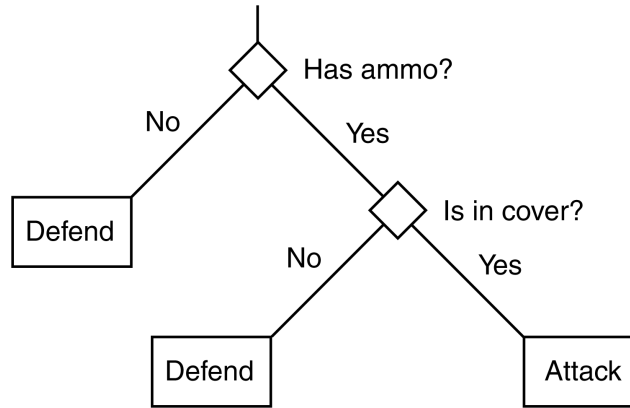 Has ammo?
No
Yes
Defend
Is in cover?
No
Yes
Defend
Attack